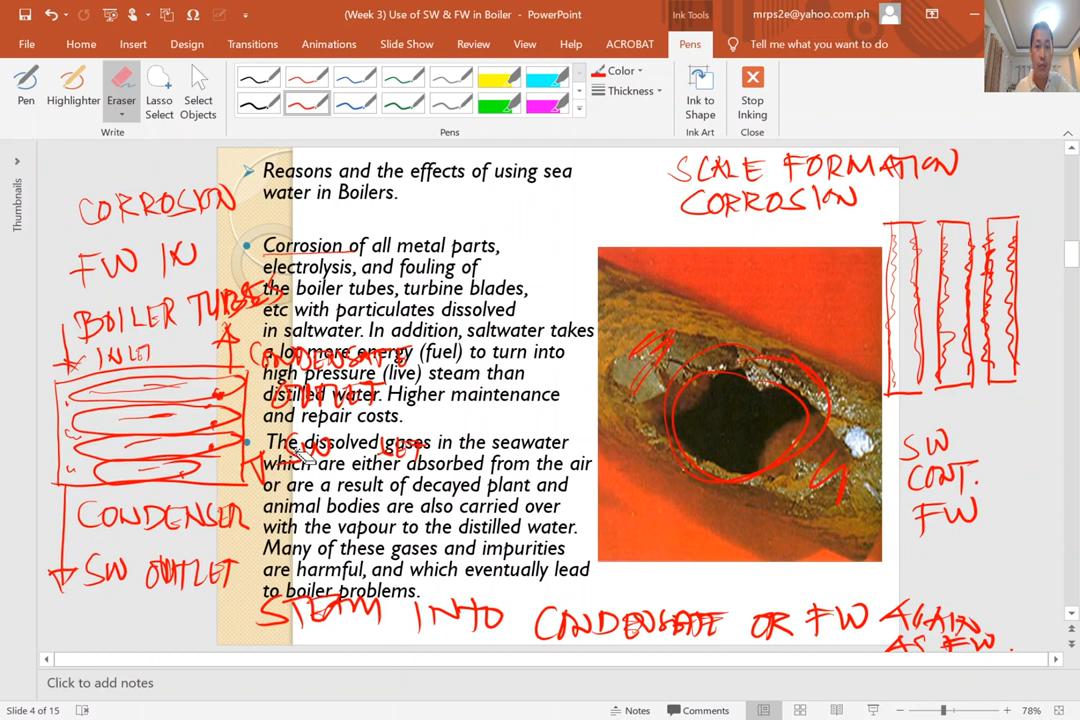 (Week 3) Use of SW & FW in Boiler - PowerPoint
Ink Tools
mrps2e@yahoo.com.ph
File Home Insert Design Transitions Animations Slide Show Review View Help ACROBAT Pens Tell me what you want to do
Pen
Highlighter
Eraser
Lasso
Select
Select
Objects
Color
Thickness
Ink to
Shape
Stop
Inking
Write
Pens
Ink Art
Close
Thumbnails
Reasons and the effects of using sea
water in Boilers.
Corrosion of all metal parts,
electrolysis, and fouling of
the boiler tubes, turbine blades,
etc with particulates dissolved
in saltwater. In addition, saltwater takes
a lot more energy (fuel) to turn into
high pressure (live) steam than
distilled water. Higher maintenance
and repair costs.
The dissolved gases in the seawater
which are either absorbed from the air
or are a result of decayed plant and
animal bodies are also carried over
with the vapour to the distilled water.
Many of these gases and impurities
are harmful, and which eventually lead
to boiler problems.
SCALE FORMATION
CORROSION
CORROSION
FW IN
BOILER TUBES
INLET
CONDENSATE
OUTLET
SW LET
CONDENSER
SW OUTLET
SW
CONT.
FW
STEAM INTO CONDENSATE OR FW AGAIN
AS FW.
Click to add notes
Slide 4 of 15
Notes
Comments
78%